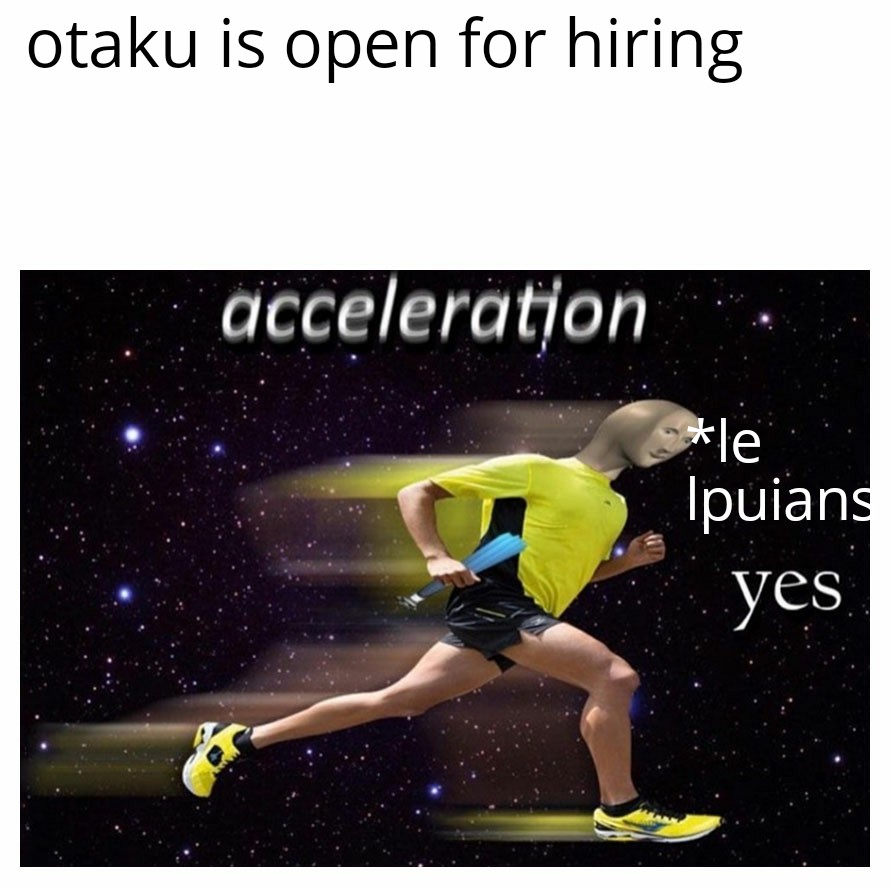 otaku is open for hiring
acceleration
*le
lpuians
yes